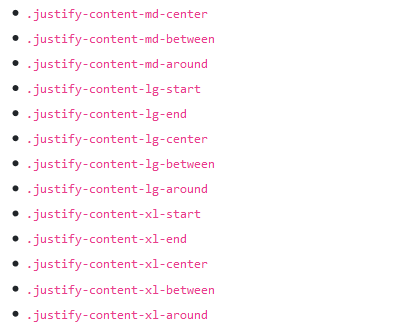 .justify-content-md-center
.justify-content-md-between
.justify-content-md-around
.justify-content-lg-start
.justify-content-lg-end
.justify-content-lg-center
.justify-content-lg-between
.justify-content-lg-around
.justify-content-xl-start
.justify-content-xl-end
.justify-content-xl-center
.justify-content-xl-between
.justify-content-xl-around